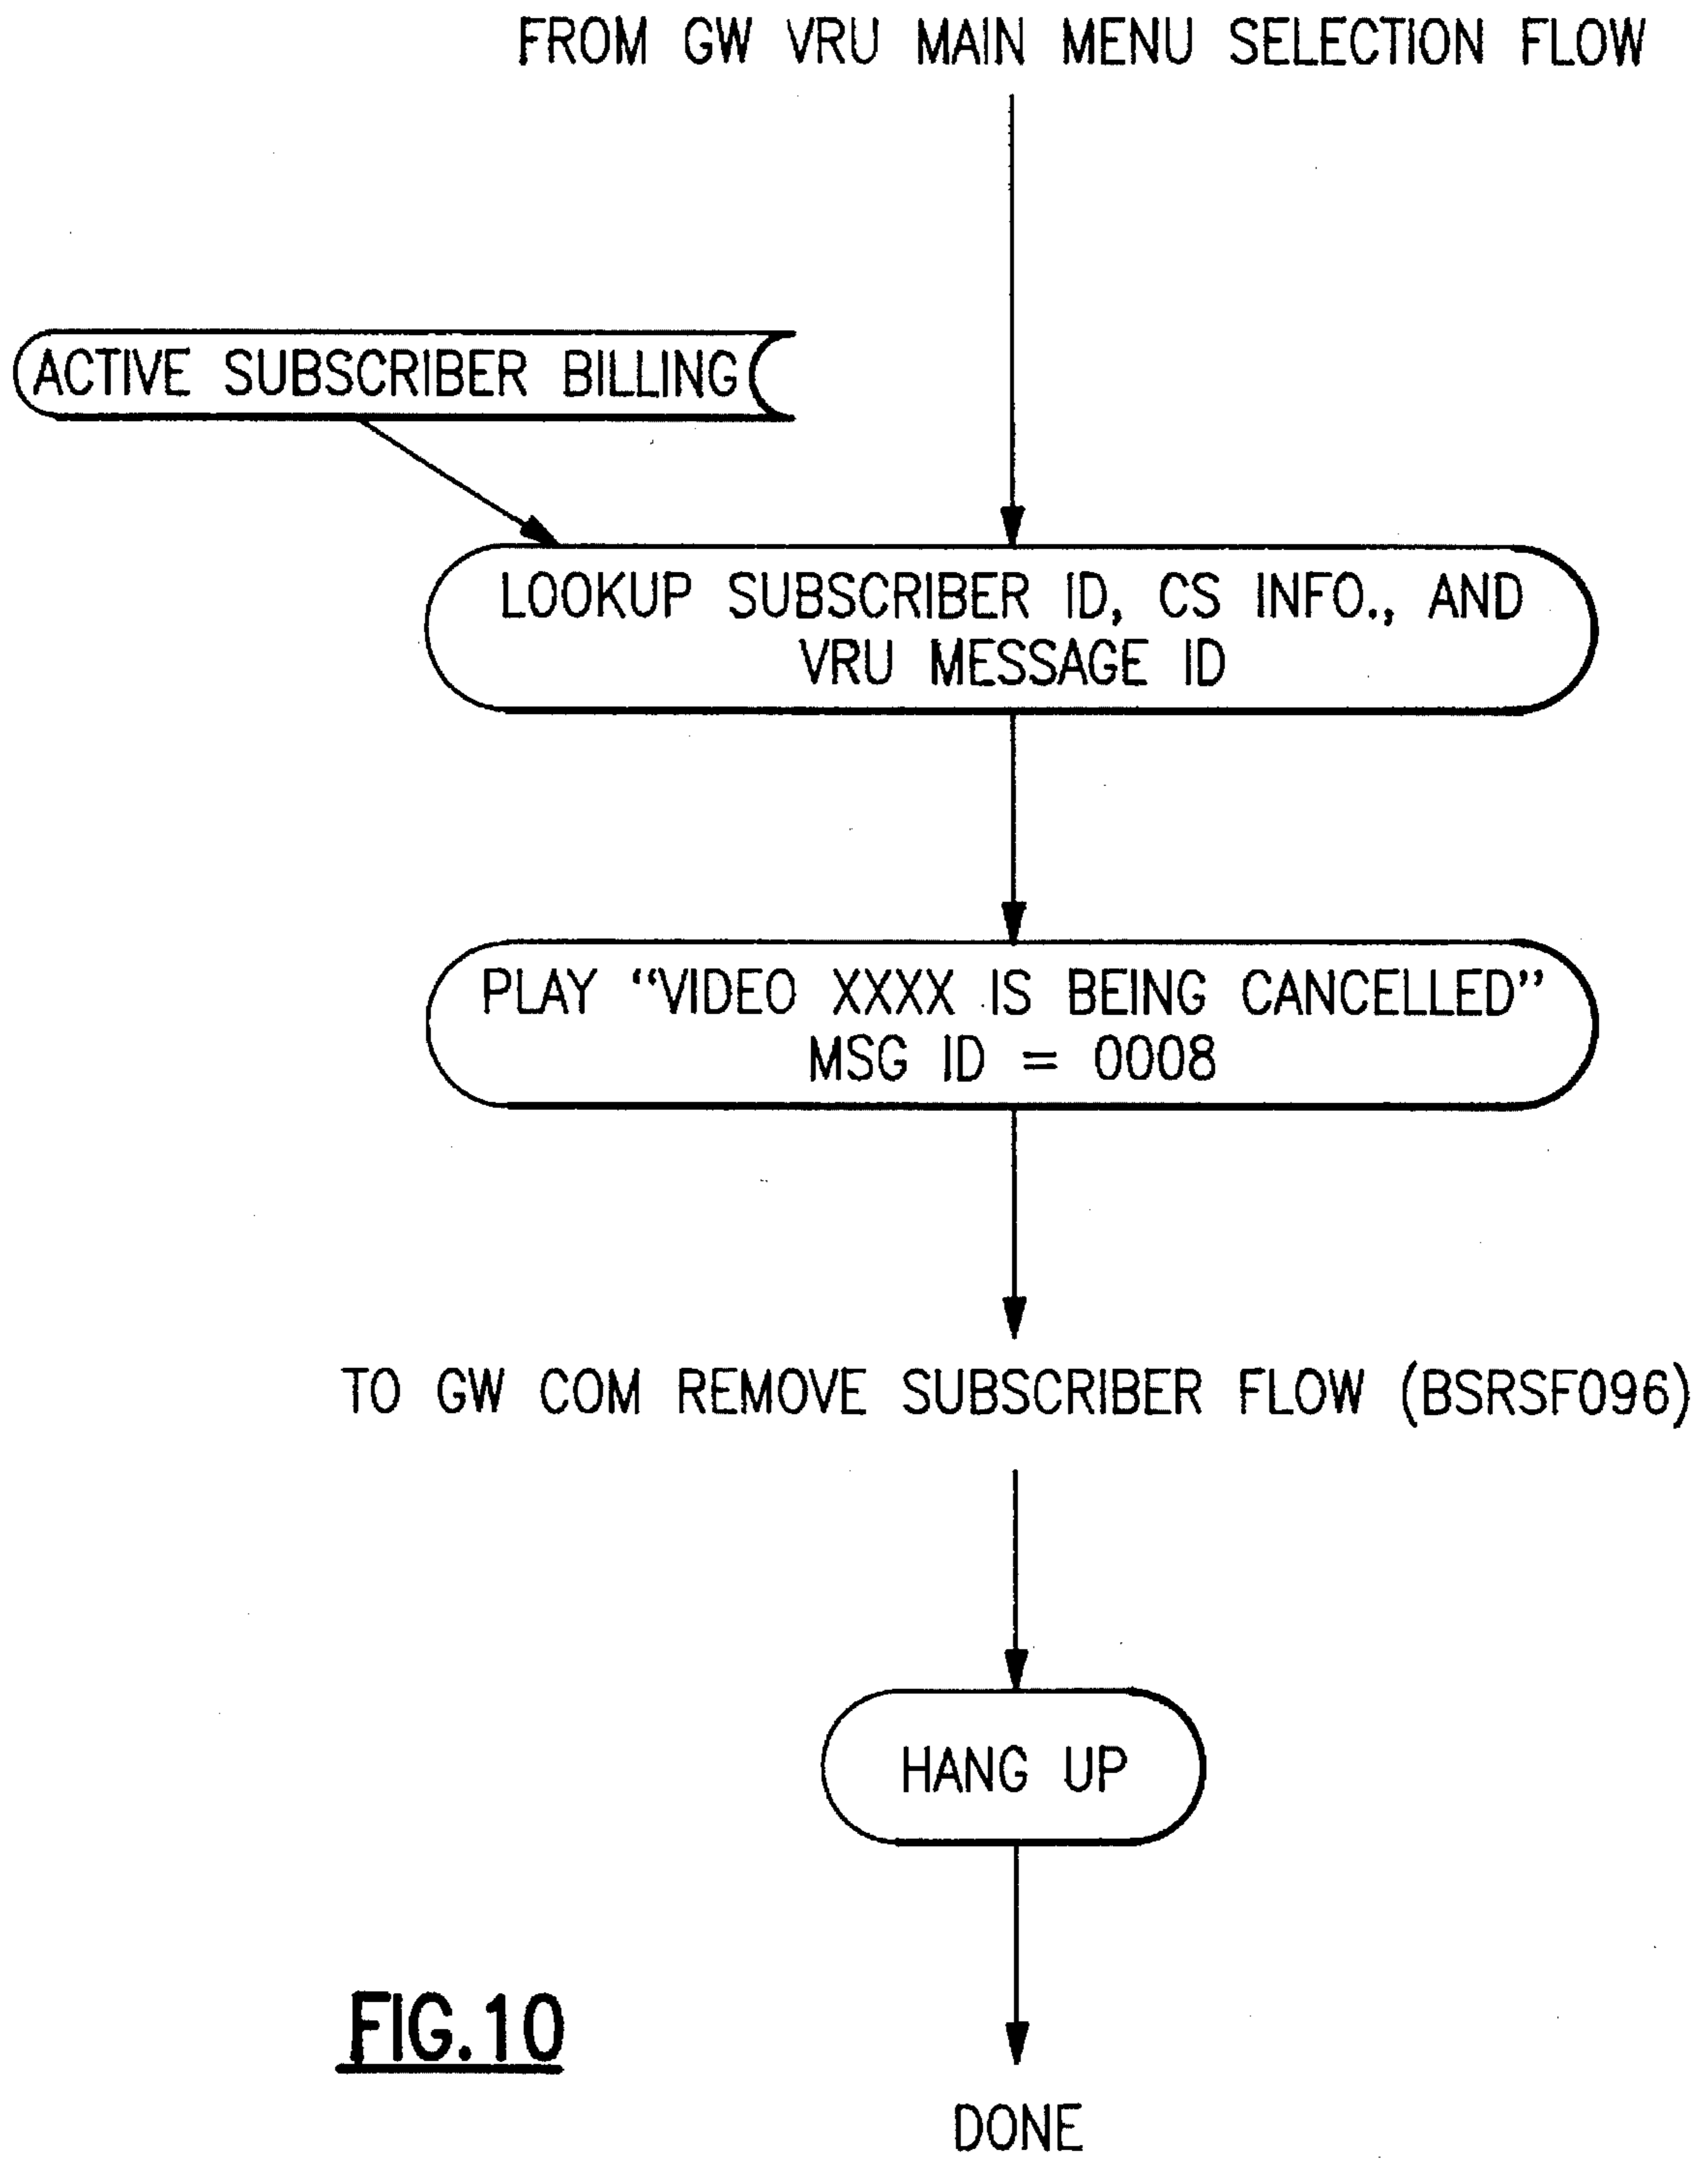 FROM GW VRU MAIN MENU SELECTION FLOW
ACTIVE SUBSCRIBER BILLING
LOOKUP SUBSCRIBER ID, CS INFO., AND
VRU MESSAGE ID
PLAY “VIDEO XXXX IS BEING CANCELLED”
MSG ID = 0008
TO GW COM REMOVE SUBSCRIBER FLOW (BSRSF096)
HANG UP
DONE
FIG.10